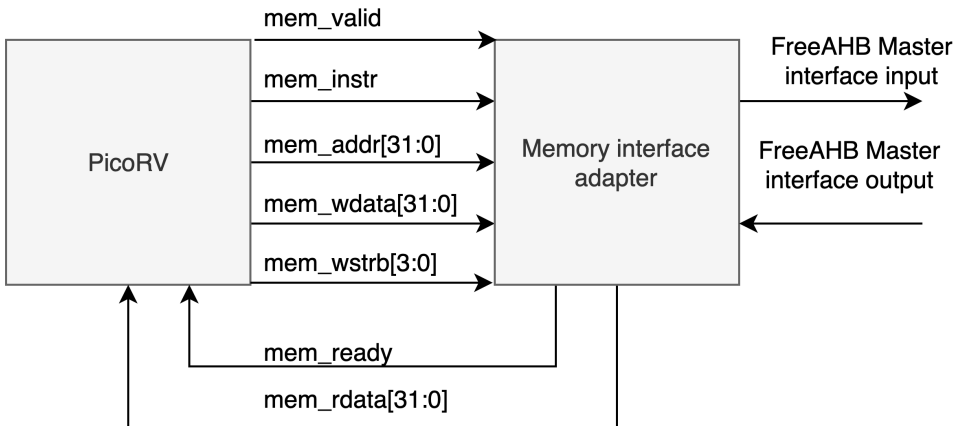 mem_valid
FreeAHB Master
interface input
mem_instr
mem_addr[31:0]
PicoRV
Memory interface
adapter
FreeAHB Master
interface output
mem_wdata[31:0]
mem_wstrb[3:0]
mem_ready
mem_rdata[31:0]